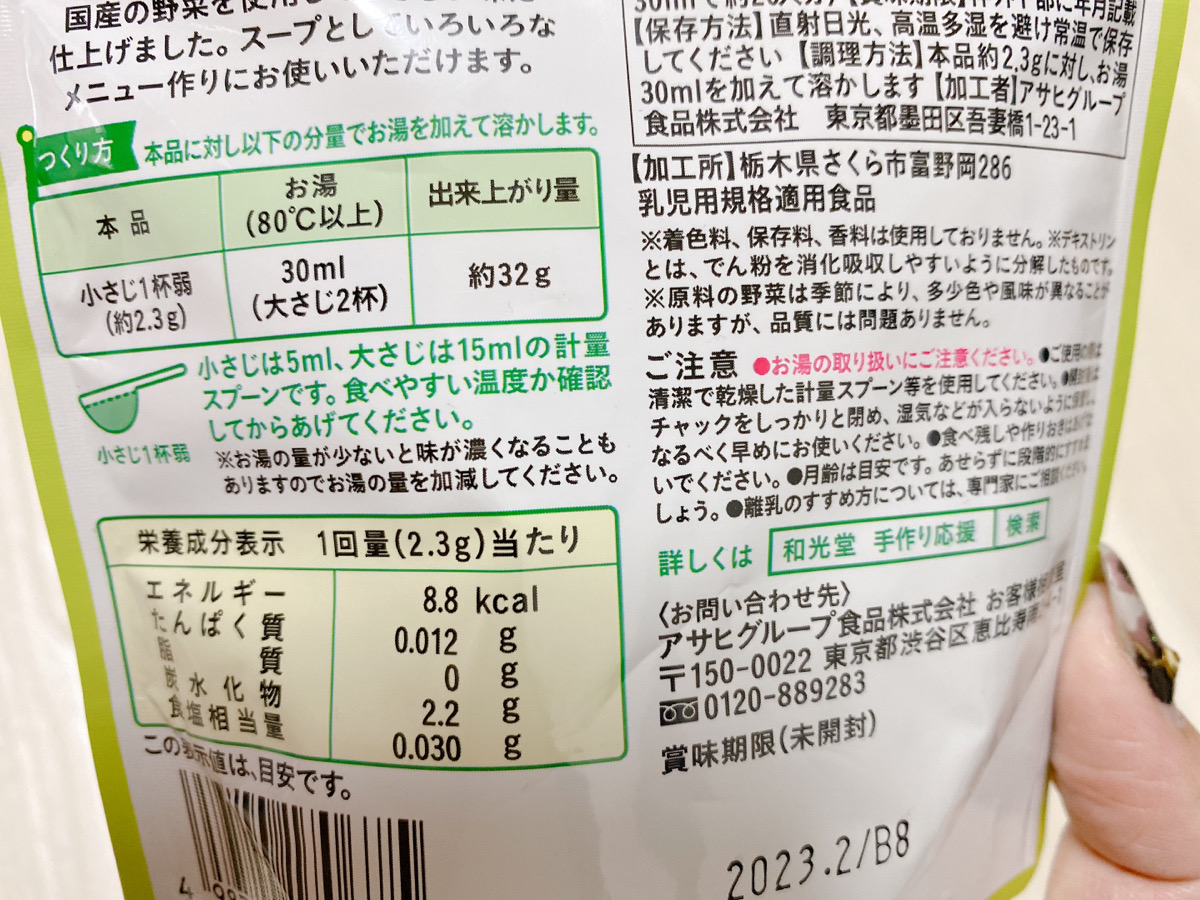 国産の野菜を使用し
仕上げました。スープとしていろいろな
メニュー作りにお使いいただけます。
つくり方 本品に対し以下の分量でお湯を加えて溶かします。
本品 お湯(80℃以上) 出来上がり量
小さじ1杯弱(約2.3g) 30ml(大さじ2杯) 約32g
小さじは5ml、大さじは15mlの計量
スプーンです。食べやすい温度か確認
してからあげてください。
小さじ1杯弱
※お湯の量が少ないと味が濃くなることも
ありますのでお湯の量を加減してください。
栄養成分表示 1回量(2.3g)当たり
エネルギー 8.8 kcal
たんぱく質 0.012 g
脂質 0 g
炭水化物 2.2 g
食塩相当量 0.030 g
この表示値は、目安です。
【保存方法】直射日光、高温多湿を避け常温で保存
してください【調理方法】本品約2.3gに対し、お湯
30mlを加えて溶かします【加工者】アサヒグループ
食品株式会社 東京都墨田区吾妻橋1-23-1
【加工所】栃木県さくら市富野岡286
乳児用規格適用食品
※着色料、保存料、香料は使用しておりません。※デキストリン
とは、でん粉を消化吸収しやすいように分解したものです。
※原料の野菜は季節により、多少色や風味が異なることが
ありますが、品質には問題ありません。
ご注意 ●お湯の取り扱いにご注意ください。●ご使用の際は
清潔で乾燥した計量スプーン等を使用してください。●開封後は
チャックをしっかりと閉め、湿気などが入らないように保管し、
なるべく早めにお使いください。●食べ残しや作りおきはあげな
いでください。●月齢は目安です。あせらずに段階的にすすめま
しょう。●離乳のすすめ方については、専門家にご相談ください。
詳しくは 和光堂 手作り応援 検索
〈お問い合わせ先〉
アサヒグループ食品株式会社 お客様相談室
〒150-0022 東京都渋谷区恵比寿南
0120-889283
賞味期限(未開封)
2023.2/B8